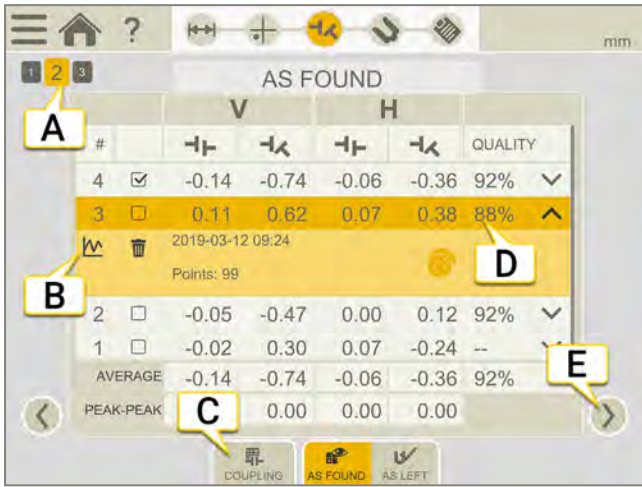 ?
mm
1 2 3
AS FOUND
A
V H
# QUALITY
4 -0.14 -0.74 -0.06 -0.36 92%
3 0.11 0.62 0.07 0.38 88%
2019-03-12 09:24
D
B
Points: 99
2 -0.05 -0.47 0.00 0.12 92%
1 -0.02 0.30 0.07 -0.24 --
E
AVERAGE -0.14 -0.74 -0.06 -0.36 92%
PEAK-PEAK 0.00 0.00 0.00
C
COUPLING AS FOUND AS LEFT